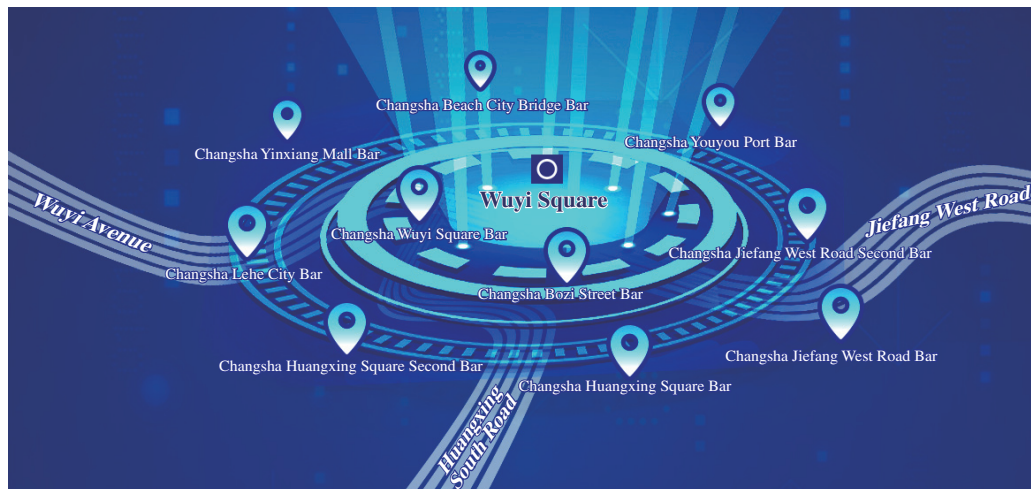 Changsha Beach City Bridge Bar
Changsha Youyou Port Bar
Changsha Yinxiang Mall Bar
Wuyi Square
Wuyi Avenue
Jiefang West Road
Changsha Wuyi Square Bar
Changsha Jiefang West Road Second Bar
Changsha Lehe City Bar
Changsha Bozi Street Bar
Changsha Jiefang West Road Bar
Changsha Huangxing Square Second Bar
Changsha Huangxing Square Bar
Huangxing
South Road